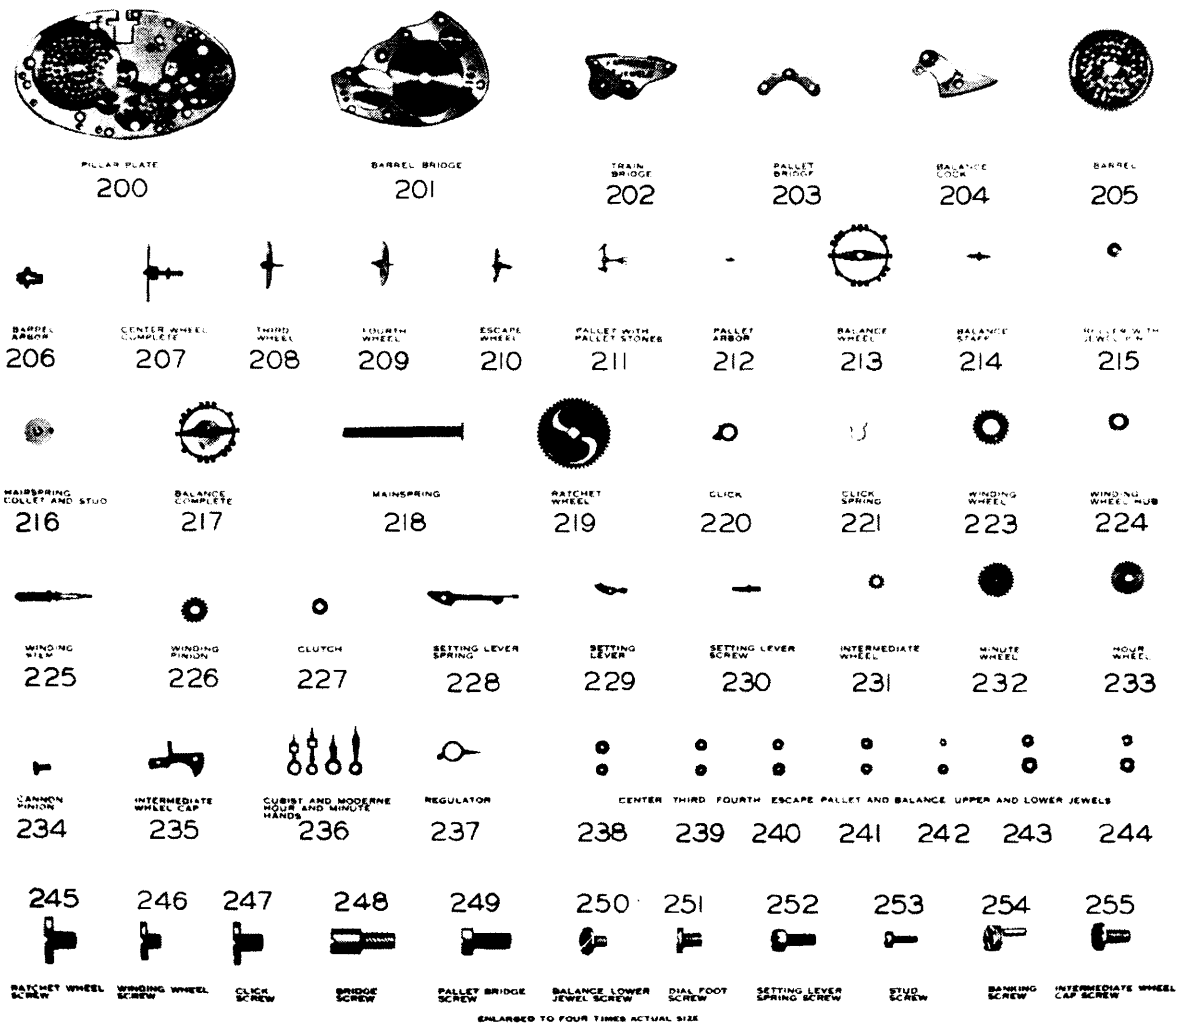 PILLAR PLATE
200
BARREL BRIDGE
201
TRAIN
BRIDGE
202
PALLET
BRIDGE
203
BALANCE
COCK
204
BARREL
205
BARREL
ARBOR
206
CENTER WHEEL
COMPLETE
207
THIRD
WHEEL
208
FOURTH
WHEEL
209
ESCAPE
WHEEL
210
PALLET WITH
PALLET STONES
211
PALLET
ARBOR
212
BALANCE
WHEEL
213
BALANCE
STAFF
214
ROLLER WITH
JEWEL PIN
215
HAIRSPRING
COLLET AND STUD
216
BALANCE
COMPLETE
217
MAINSPRING
218
RATCHET
WHEEL
219
CLICK
220
CLICK
SPRING
221
WINDING
WHEEL
223
WINDING
WHEEL HUB
224
WINDING
STEM
225
WINDING
PINION
226
CLUTCH
227
SETTING LEVER
SPRING
228
SETTING
LEVER
229
SETTING LEVER
SCREW
230
INTERMEDIATE
WHEEL
231
MINUTE
WHEEL
232
HOUR
WHEEL
233
CANNON
PINION
234
INTERMEDIATE
WHEEL CAP
235
CUBIST AND MODERNE
HOUR AND MINUTE
HANDS
236
REGULATOR
237
CENTER THIRD FOURTH ESCAPE PALLET AND BALANCE UPPER AND LOWER JEWELS
238 239 240 241 242 243 244
245
RATCHET WHEEL
SCREW
246
WINDING WHEEL
SCREW
247
CLICK
SCREW
248
BRIDGE
SCREW
249
PALLET BRIDGE
SCREW
250
BALANCE LOWER
JEWEL SCREW
251
DIAL FOOT
SCREW
252
SETTING LEVER
SPRING SCREW
253
STUD
SCREW
254
BANKING
SCREW
255
INTERMEDIATE WHEEL
CAP SCREW
ENLARGED TO FOUR TIMES ACTUAL SIZE